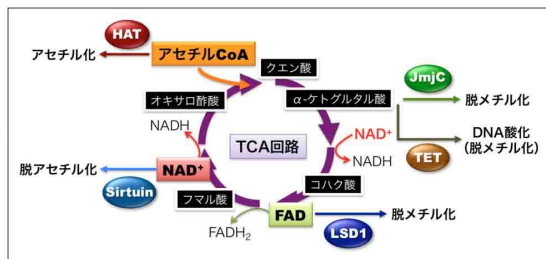 HAT
アセチル化
アセチルCoA
クエン酸
オキサロ酢酸
α-ケトグルタル酸
JmjC
脱メチル化
NADH
TCA回路
NAD⁺
NADH
DNA酸化
(脱メチル化)
TET
脱アセチル化
NAD⁺
Sirtuin
コハク酸
フマル酸
FAD
脱メチル化
LSD1
FADH₂